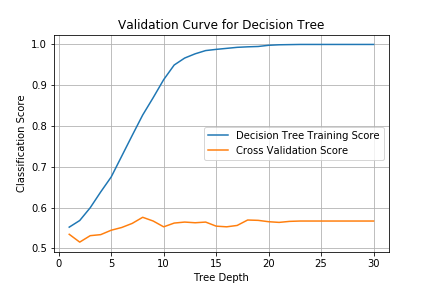 Validation Curve for Decision Tree
1.0
0.9
0.8
0.7
0.6
0.5
Classification Score
Decision Tree Training Score
Cross Validation Score
0 5 10 15 20 25 30
Tree Depth